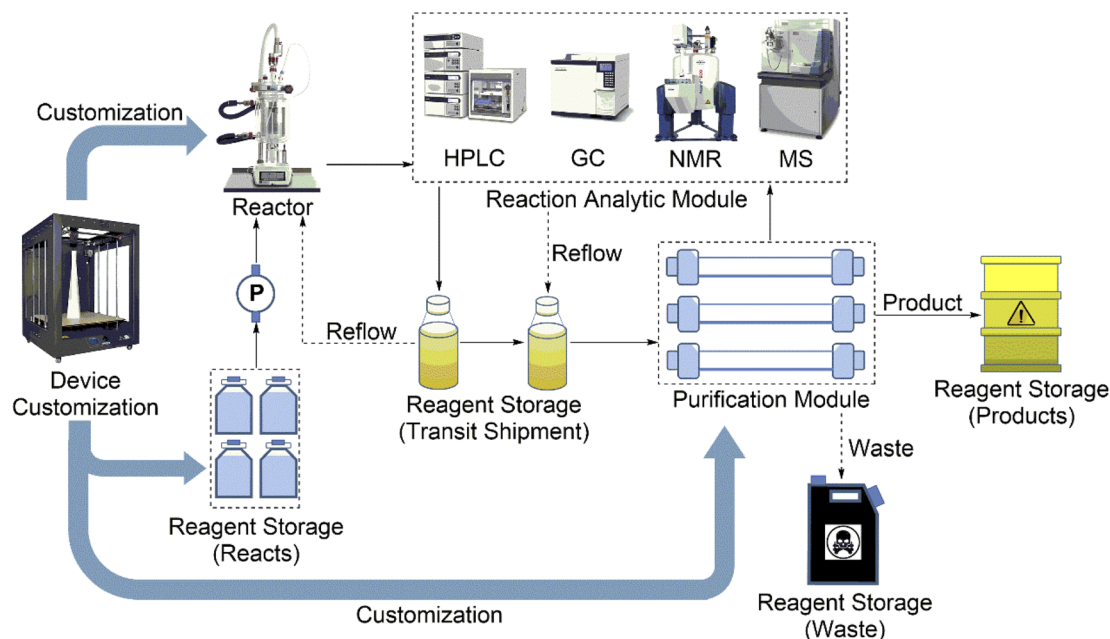 Customization
HPLC
GC
NMR
MS
Reactor
Reaction Analytic Module
Reflow
P
Product
Reflow
Device
Customization
Reagent Storage
(Transit Shipment)
Purification Module
Reagent Storage
(Products)
Waste
Reagent Storage
(Reacts)
Customization
Reagent Storage
(Waste)